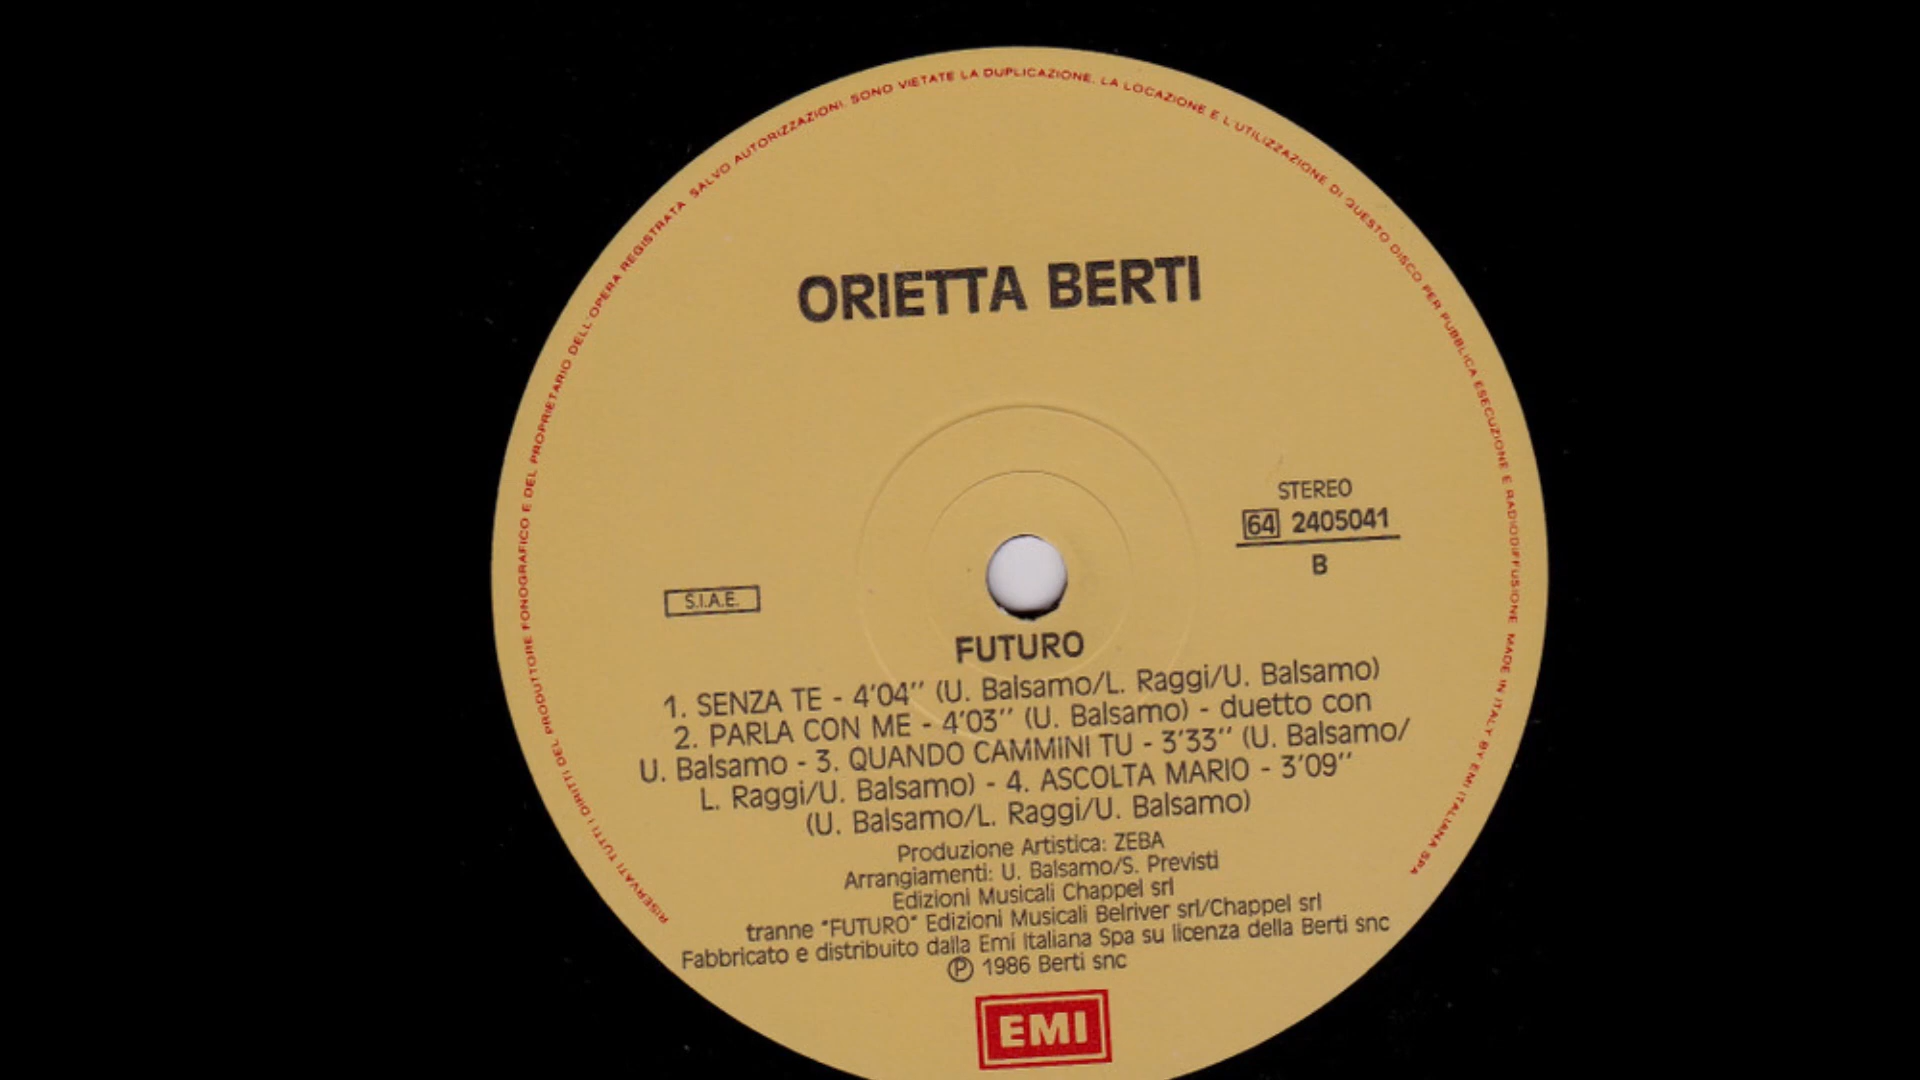 RISERVATI TUTTI I DIRITTI DEL PRODUTTORE FONOGRAFICO E DEL PROPRIETARIO DELL'OPERA REGISTRATA. SALVO AUTORIZZAZIONI, SONO VIETATE LA DUPLICAZIONE, LA LOCAZIONE E L'UTILIZZAZIONE DI QUESTO DISCO PER PUBBLICA ESECUZIONE E RADIODIFFUSIONE. MADE IN ITALY BY EMI ITALIANA SPA
ORIETTA BERTI
STEREO
64 2405041
B
S.I.A.E.
FUTURO
1. SENZA TE - 4'04'' (U. Balsamo/L. Raggi/U. Balsamo)
2. PARLA CON ME - 4'03'' (U. Balsamo) - duetto con
U. Balsamo - 3. QUANDO CAMMINI TU - 3'33'' (U. Balsamo/
L. Raggi/U. Balsamo) - 4. ASCOLTA MARIO - 3'09''
(U. Balsamo/L. Raggi/U. Balsamo)
Produzione Artistica: ZEBA
Arrangiamenti: U. Balsamo/S. Previsti
Edizioni Musicali Chappel srl
tranne "FUTURO" Edizioni Musicali Belriver srl/Chappel srl
Fabbricato e distribuito dalla Emi Italiana Spa su licenza della Berti snc
Ⓟ 1986 Berti snc
EMI